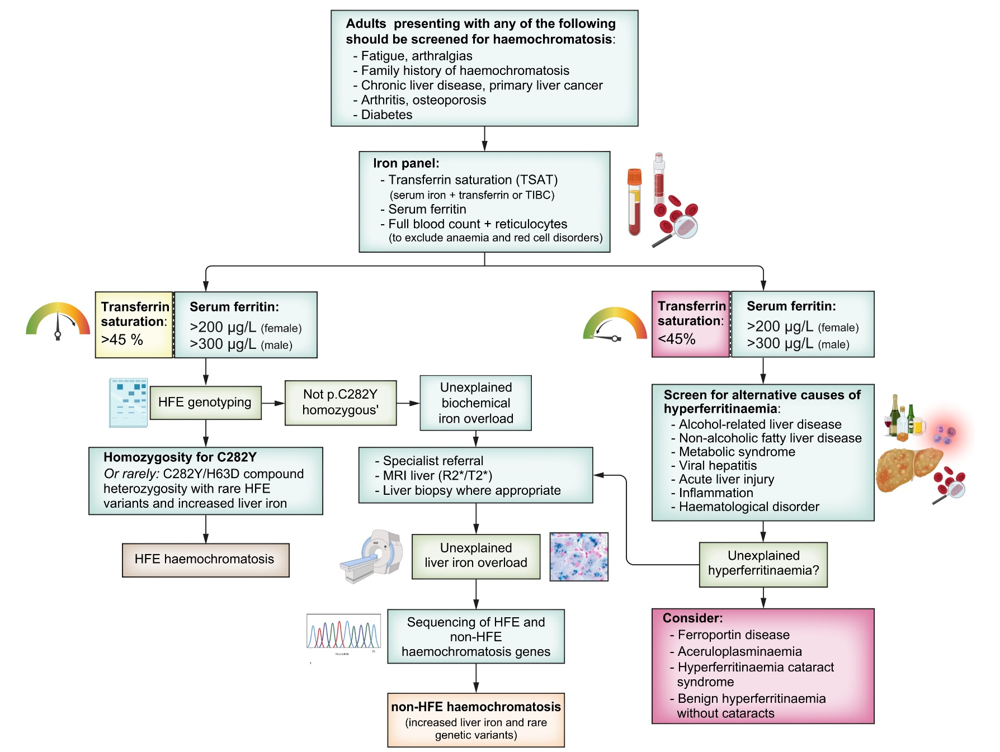 Adults  presenting with any of the following
should be screened for haemochromatosis:
- Fatigue, arthralgias
- Family history of haemochromatosis
- Chronic liver disease, primary liver cancer
- Arthritis, osteoporosis
- Diabetes
Iron panel:
- Transferrin saturation (TSAT)
(serum iron + transferrin or TIBC)
- Serum ferritin
- Full blood count + reticulocytes
(to exclude anaemia and red cell disorders)
Transferrin
saturation:
>45 %
Serum ferritin:
>200 µg/L (female)
>300 µg/L (male)
Transferrin
saturation:
<45%
Serum ferritin:
>200 µg/L (female)
>300 µg/L (male)
HFE genotyping
Not p.C282Y
homozygous'
Unexplained
biochemical
iron overload
Screen for alternative causes of
hyperferritinaemia:
- Alcohol-related liver disease
- Non-alcoholic fatty liver disease
- Metabolic syndrome
- Viral hepatitis
- Acute liver injury
- Inflammation
- Haematological disorder
Homozygosity for C282Y
Or rarely: C282Y/H63D compound
heterozygosity with rare HFE
variants and increased liver iron
- Specialist referral
- MRI liver (R2*/T2*)
- Liver biopsy where appropriate
HFE haemochromatosis
Unexplained
liver iron overload
Unexplained
hyperferritinaemia?
Sequencing of HFE and
non-HFE
haemochromatosis genes
Nucleotide
10
1
Consider:
- Ferroportin disease
- Aceruloplasminaemia
- Hyperferritinaemia cataract
syndrome
- Benign hyperferritinaemia
without cataracts
non-HFE haemochromatosis
(increased liver iron and rare
genetic variants)